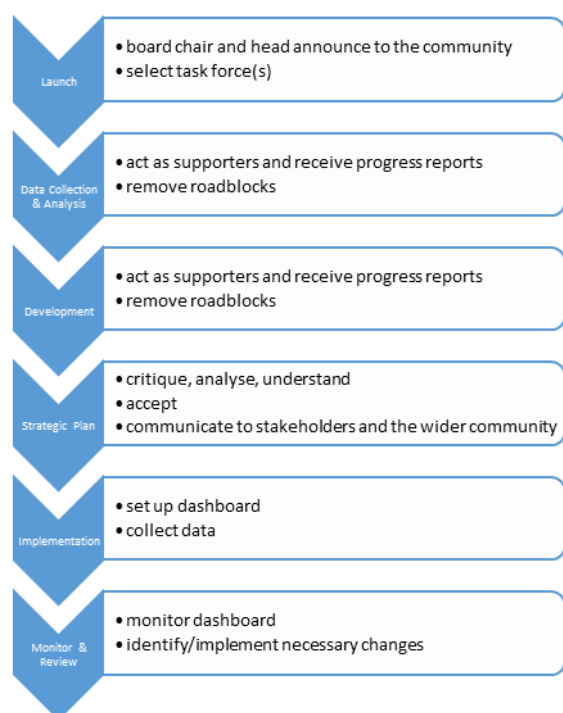 Launch
• board chair and head announce to the community
• select task force(s)
Data Collection
& Analysis
• act as supporters and receive progress reports
• remove roadblocks
Development
• act as supporters and receive progress reports
• remove roadblocks
Strategic Plan
• critique, analyse, understand
• accept
• communicate to stakeholders and the wider community
Implementation
• set up dashboard
• collect data
Monitor &
Review
• monitor dashboard
• identify/implement necessary changes